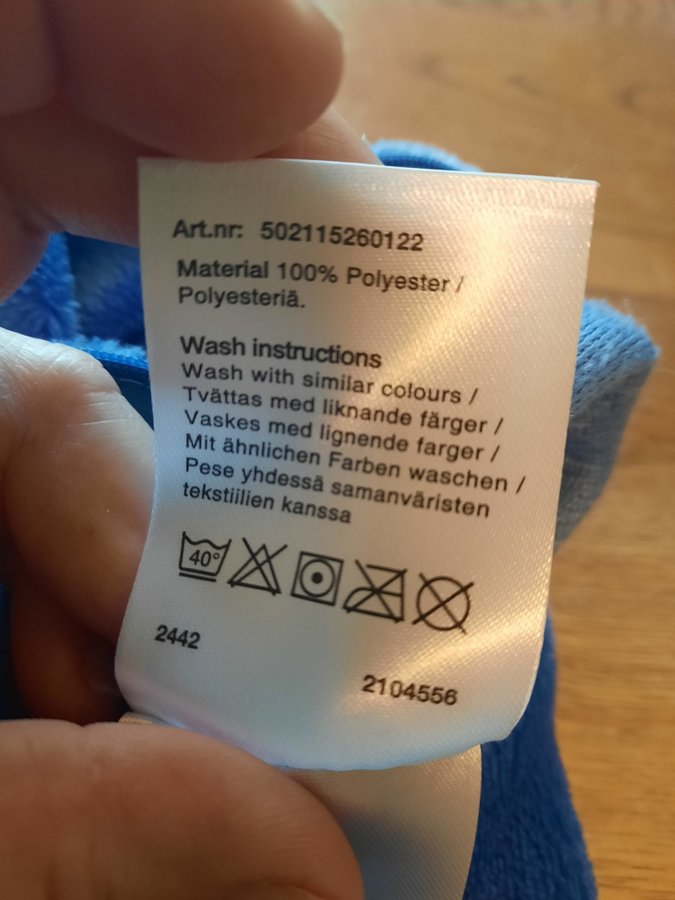 Art.nr: 502115260122
Material 100% Polyester /
Polyesteriä.
Wash instructions
Wash with similar colours /
Tvättas med liknande färger /
Vaskes med lignende farger /
Mit ähnlichen Farben waschen /
Pese yhdessä samanväristen
tekstiilien kanssa
40°
2442
2104556